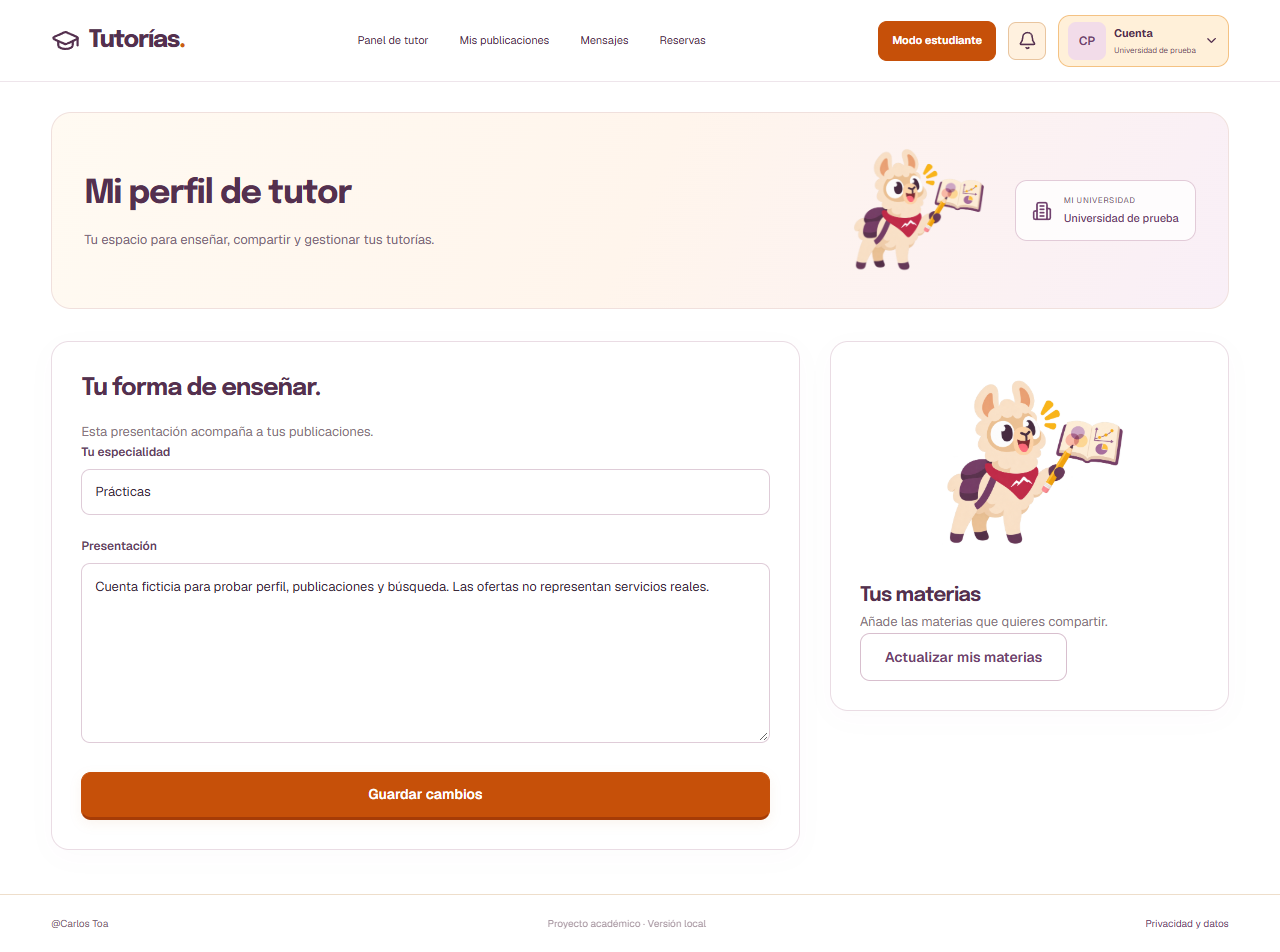 Tutorías.
Panel de tutor
Mis publicaciones
Mensajes
Reservas
Modo estudiante
CP
Cuenta
Universidad de prueba
Mi perfil de tutor
Tu espacio para enseñar, compartir y gestionar tus tutorías.
MI UNIVERSIDAD
Universidad de prueba
Tu forma de enseñar.
Esta presentación acompaña a tus publicaciones.
Tu especialidad
Prácticas
Presentación
Cuenta ficticia para probar perfil, publicaciones y búsqueda. Las ofertas no representan servicios reales.
Guardar cambios
Tus materias
Añade las materias que quieres compartir.
Actualizar mis materias
@Carlos Toa
Proyecto académico · Versión local
Privacidad y datos